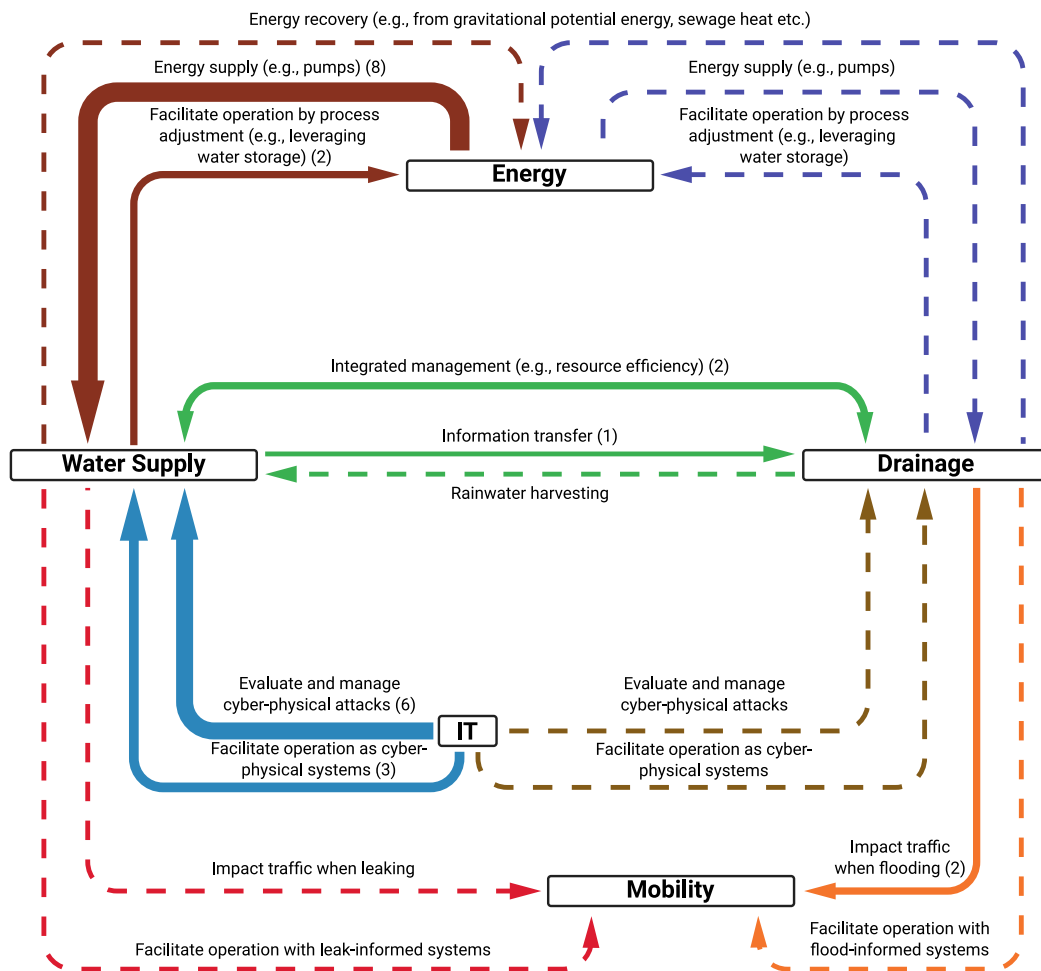 Energy recovery (e.g., from gravitational potential energy, sewage heat etc.)
Energy supply (e.g., pumps) (8)
Energy supply (e.g., pumps)
Facilitate operation by process
adjustment (e.g., leveraging
water storage) (2)
Facilitate operation by process
adjustment (e.g., leveraging
water storage)
Energy
Integrated management (e.g., resource efficiency) (2)
Information transfer (1)
Water Supply
Drainage
Rainwater harvesting
Evaluate and manage
cyber-physical attacks (6)
Evaluate and manage
cyber-physical attacks
IT
Facilitate operation as cyber-
physical systems (3)
Facilitate operation as cyber-
physical systems
Impact traffic when leaking
Impact traffic
when flooding (2)
Mobility
Facilitate operation with leak-informed systems
Facilitate operation with
flood-informed systems